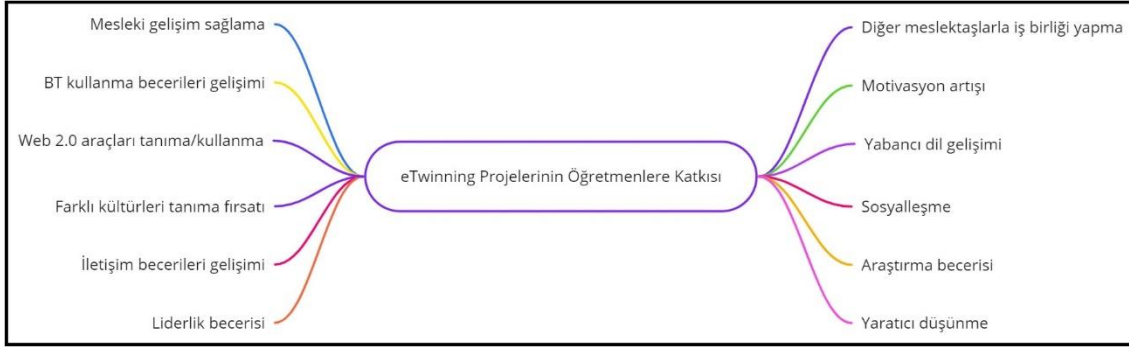 Mesleki gelişim sağlama
BT kullanma becerileri gelişimi
Web 2.0 araçları tanıma/kullanma
Farklı kültürleri tanıma fırsatı
İletişim becerileri gelişimi
Liderlik becerisi
eTwinning Projelerinin Öğretmenlere Katkısı
Diğer meslektaşlarla iş birliği yapma
Motivasyon artışı
Yabancı dil gelişimi
Sosyalleşme
Araştırma becerisi
Yaratıcı düşünme